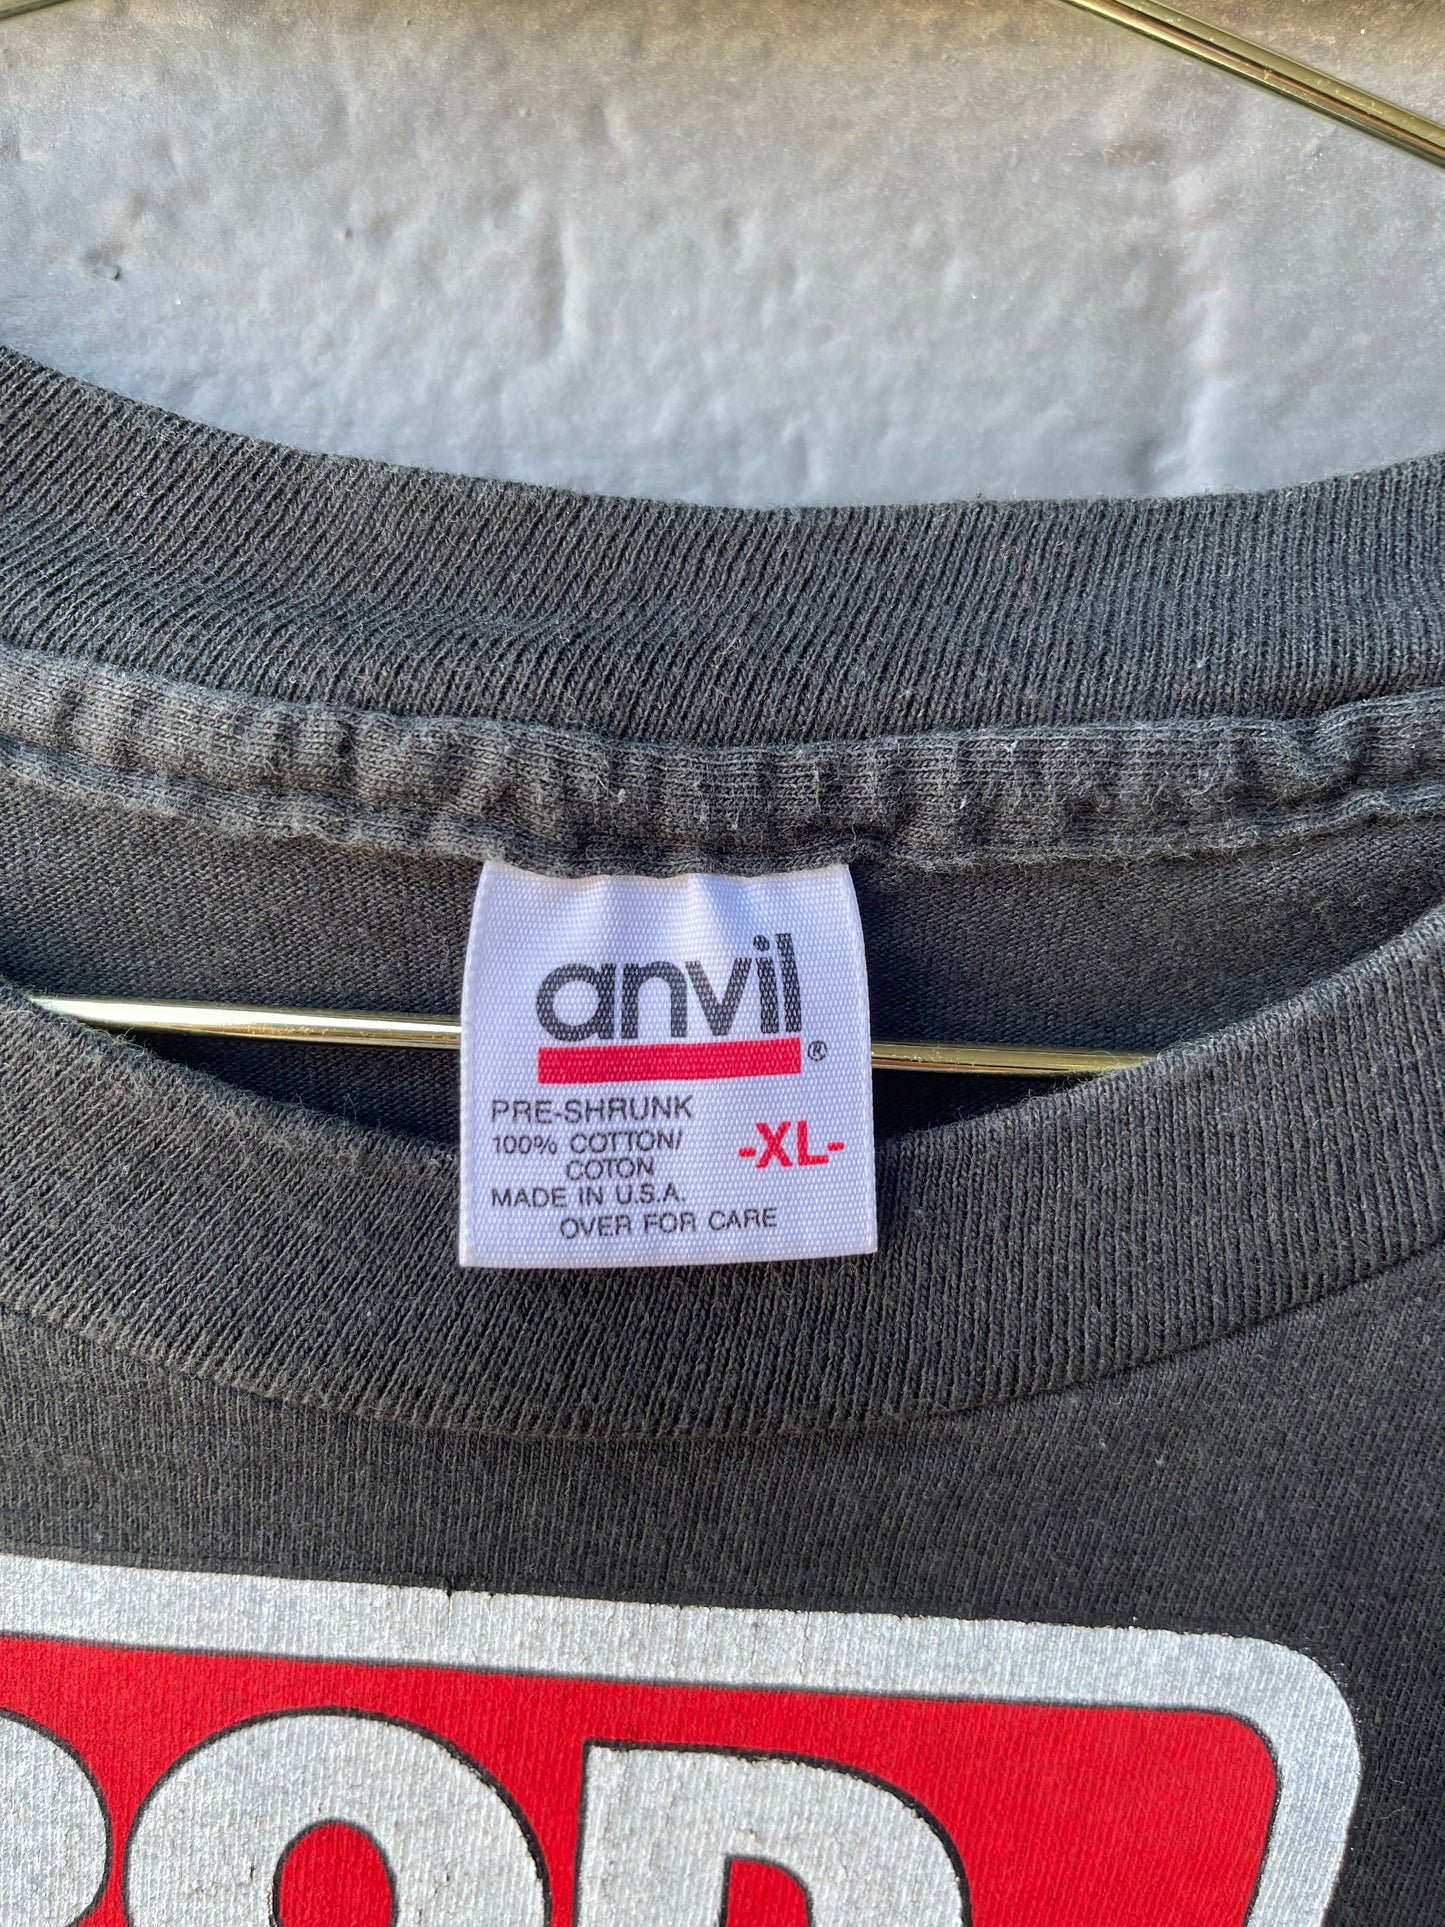 anvil
®
PRE-SHRUNK
100% COTTON/
COTON
-XL-
MADE IN U.S.A.
OVER FOR CARE